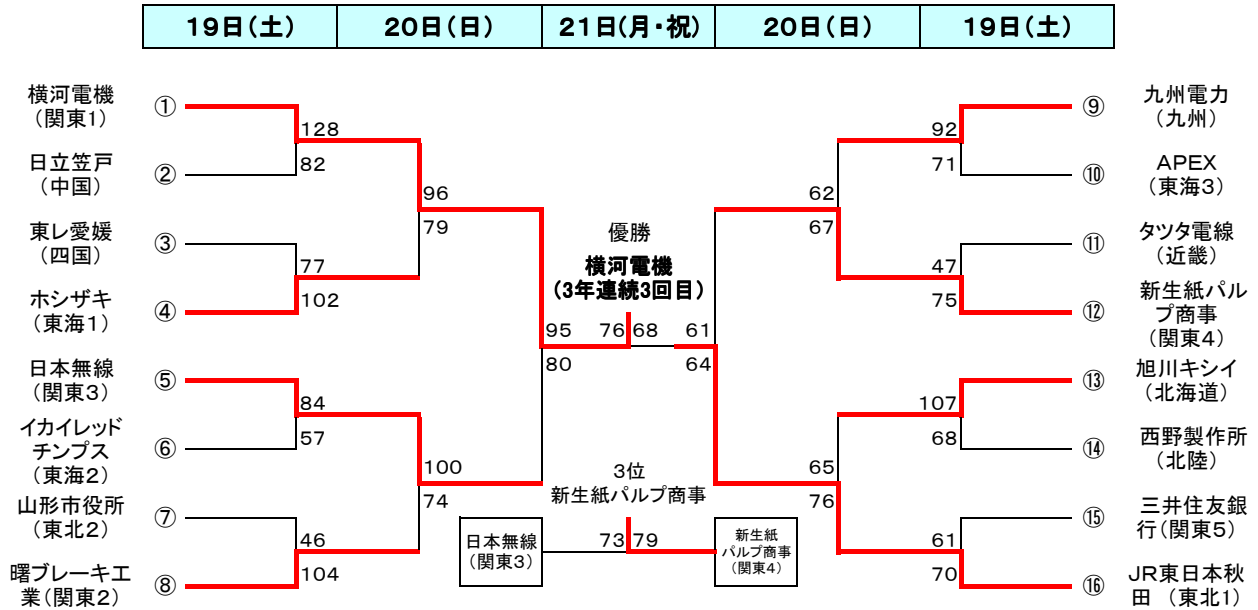 19日(土)
20日(日)
21日(月・祝)
20日(日)
19日(土)
横河電機
(関東1)
①
128
82
日立笠戸
(中国)
②
96
79
東レ愛媛
(四国)
③
77
102
ホシザキ
(東海1)
④
95
80
日本無線
(関東3)
⑤
84
57
イカイレッド
チンプス
(東海2)
⑥
100
74
山形市役所
(東北2)
⑦
46
104
曙ブレーキ工
業(関東2)
⑧
優勝
横河電機
(3年連続3回目)
76
68
61
64
3位
新生紙パルプ商事
日本無線
(関東3)
73
79
新生紙
パルプ商事
(関東4)
九州電力
(九州)
⑨
92
71
APEX
(東海3)
⑩
62
67
タツタ電線
(近畿)
⑪
47
75
新生紙パル
プ商事
(関東4)
⑫
旭川キシイ
(北海道)
⑬
107
68
西野製作所
(北陸)
⑭
65
76
三井住友銀
行(関東5)
⑮
61
70
JR東日本秋
田 (東北1)
⑯